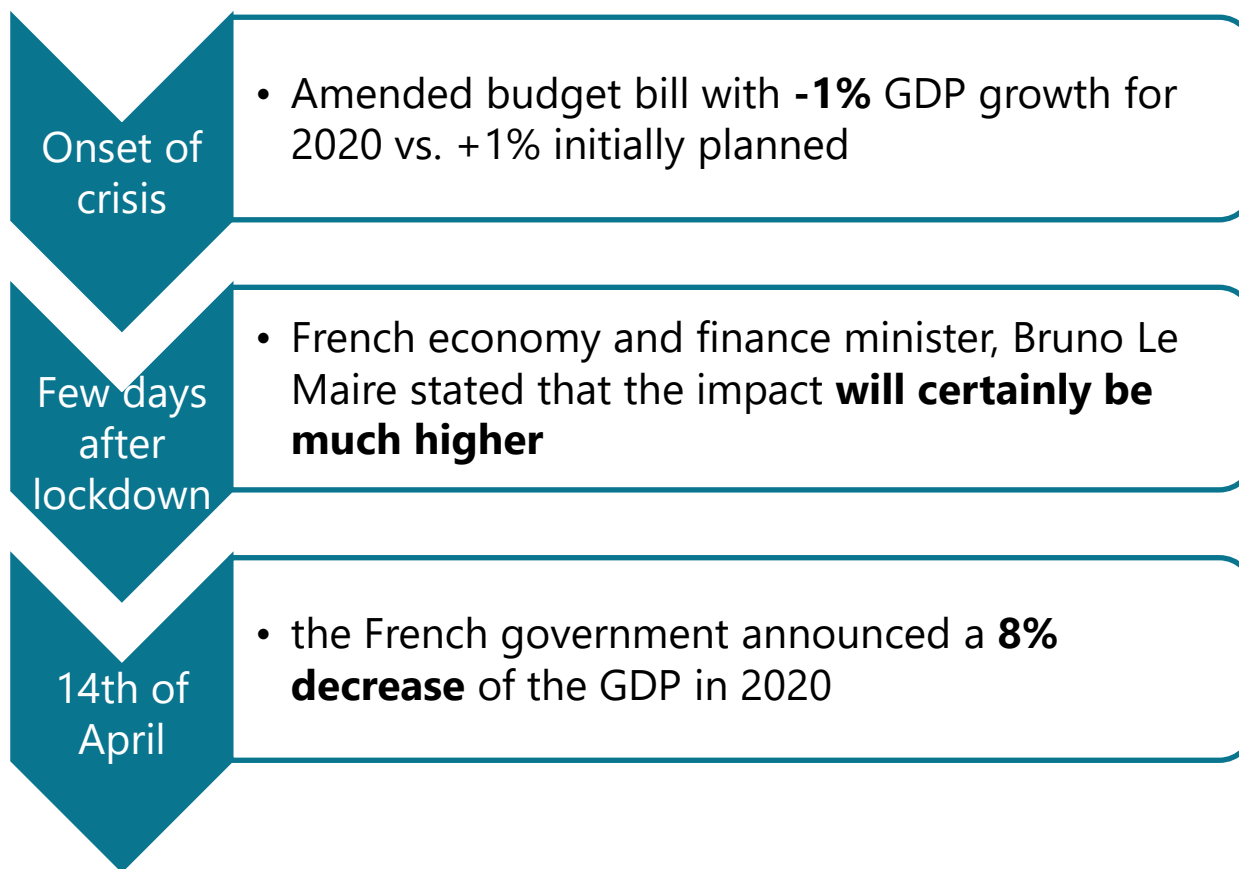 Onset of
crisis
• Amended budget bill with -1% GDP growth for
2020 vs. +1% initially planned
Few days
after
lockdown
• French economy and finance minister, Bruno Le
Maire stated that the impact will certainly be
much higher
14th of
April
• the French government announced a 8%
decrease of the GDP in 2020